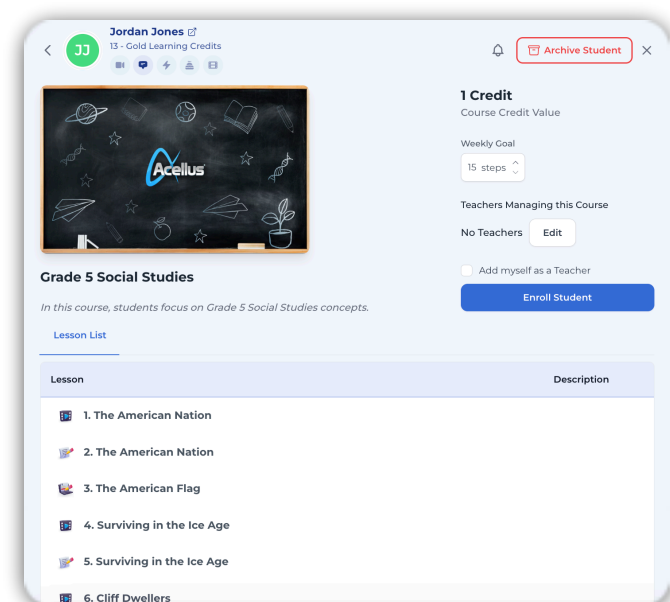 Jordan Jones
JJ
13 - Gold Learning Credits
Archive Student
Acellus
1 Credit
Course Credit Value
Weekly Goal
15 steps
Teachers Managing this Course
No Teachers Edit
Add myself as a Teacher
Enroll Student
Grade 5 Social Studies
In this course, students focus on Grade 5 Social Studies concepts.
Lesson List
Lesson Description
1. The American Nation
2. The American Nation
3. The American Flag
4. Surviving in the Ice Age
5. Surviving in the Ice Age
6. Cliff Dwellers